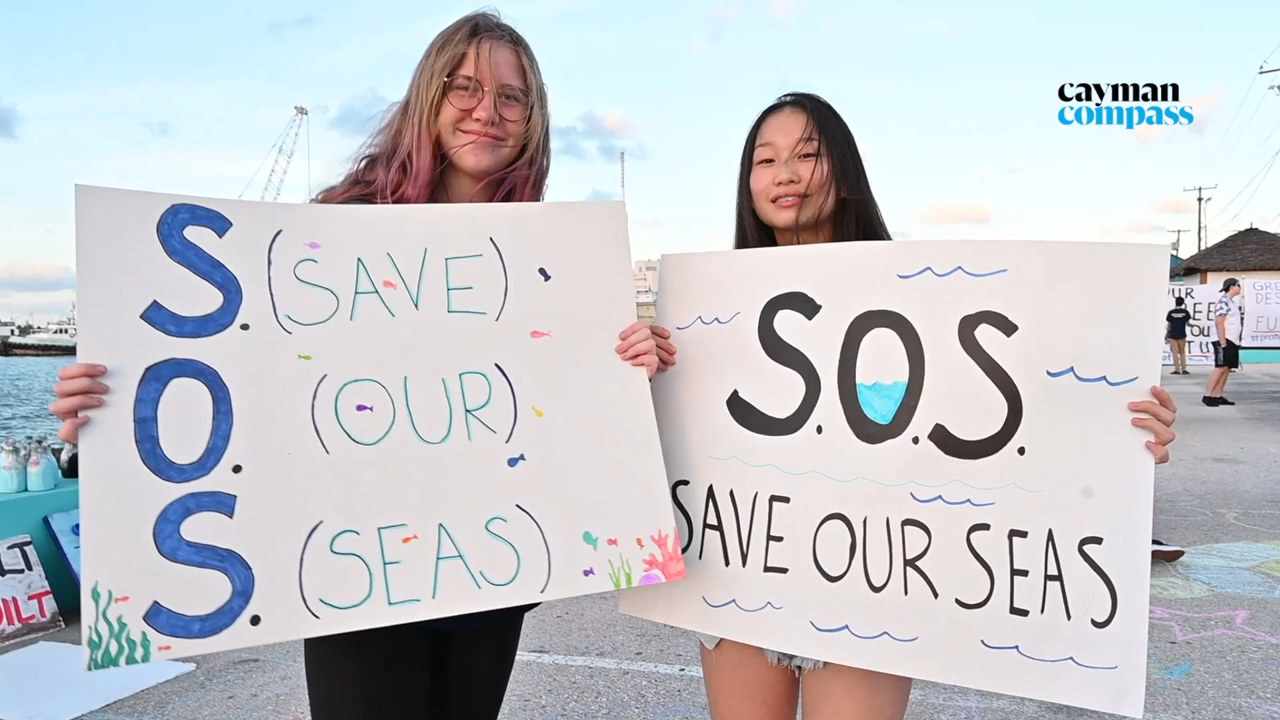 cayman
compass
S. (SAVE)
O. (OUR)
S. (SEAS)
S.O.S.
SAVE OUR SEAS